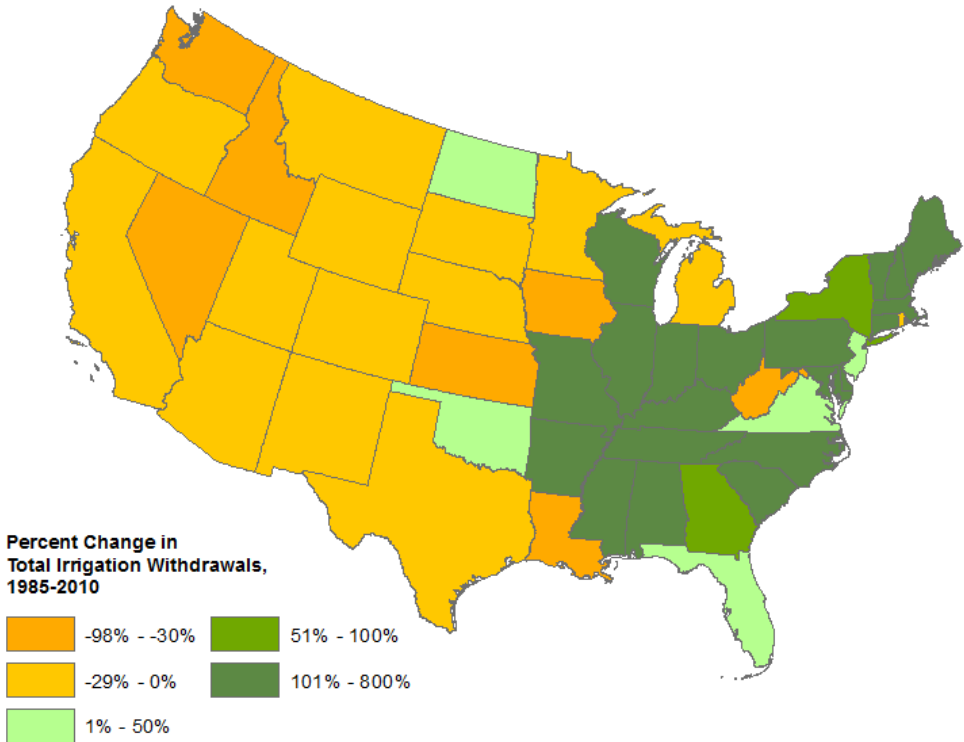 Percent Change in
Total Irrigation Withdrawals,
1985-2010
-98% - -30%
-29% - 0%
1% - 50%
51% - 100%
101% - 800%